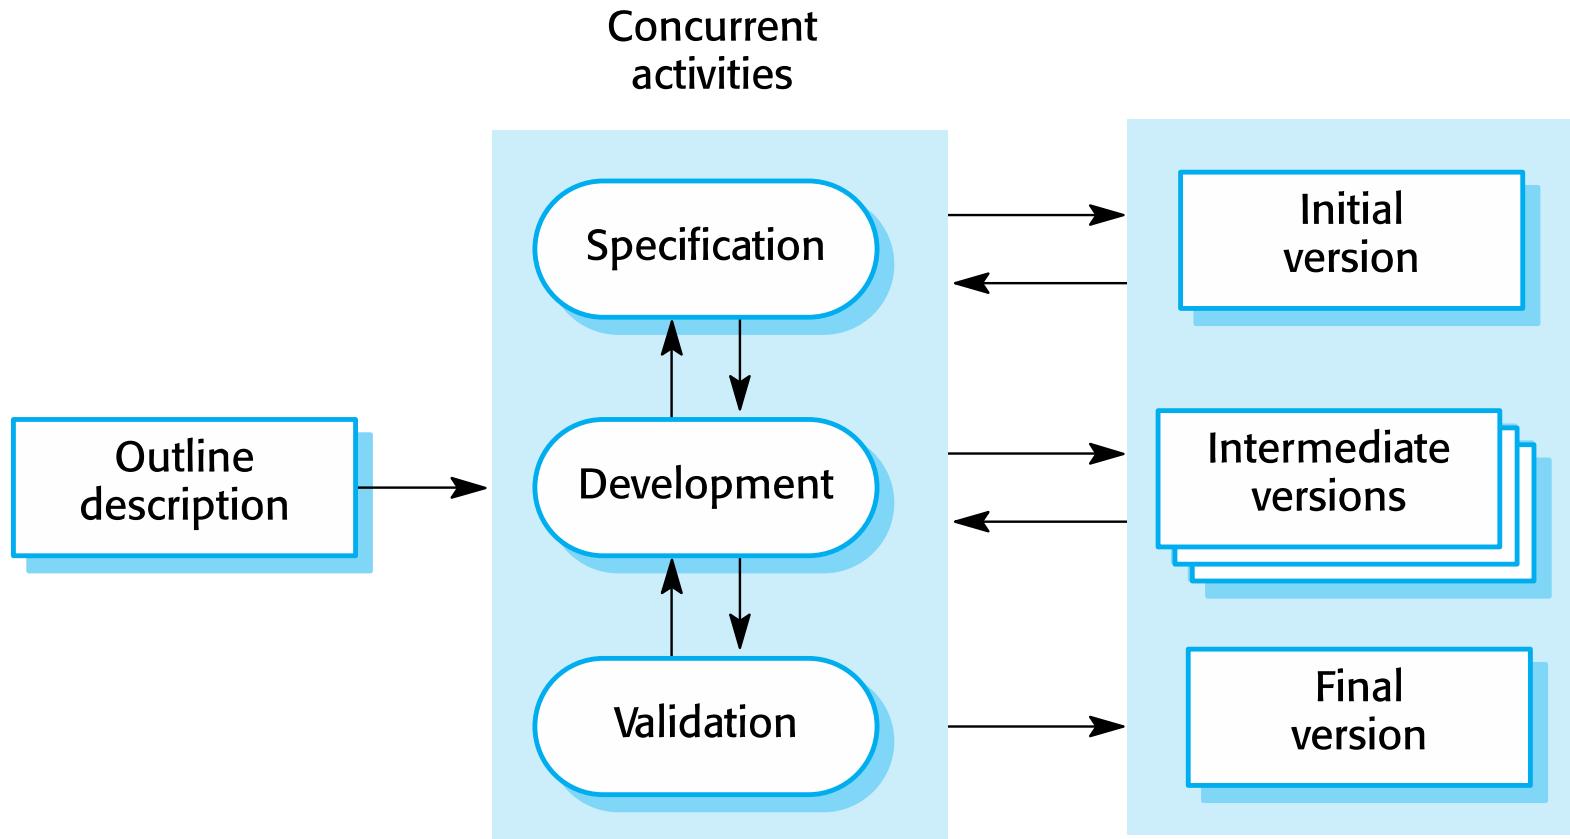 Concurrent
activities
Specification
Initial
version
Outline
description
Development
Intermediate
versions
Validation
Final
version